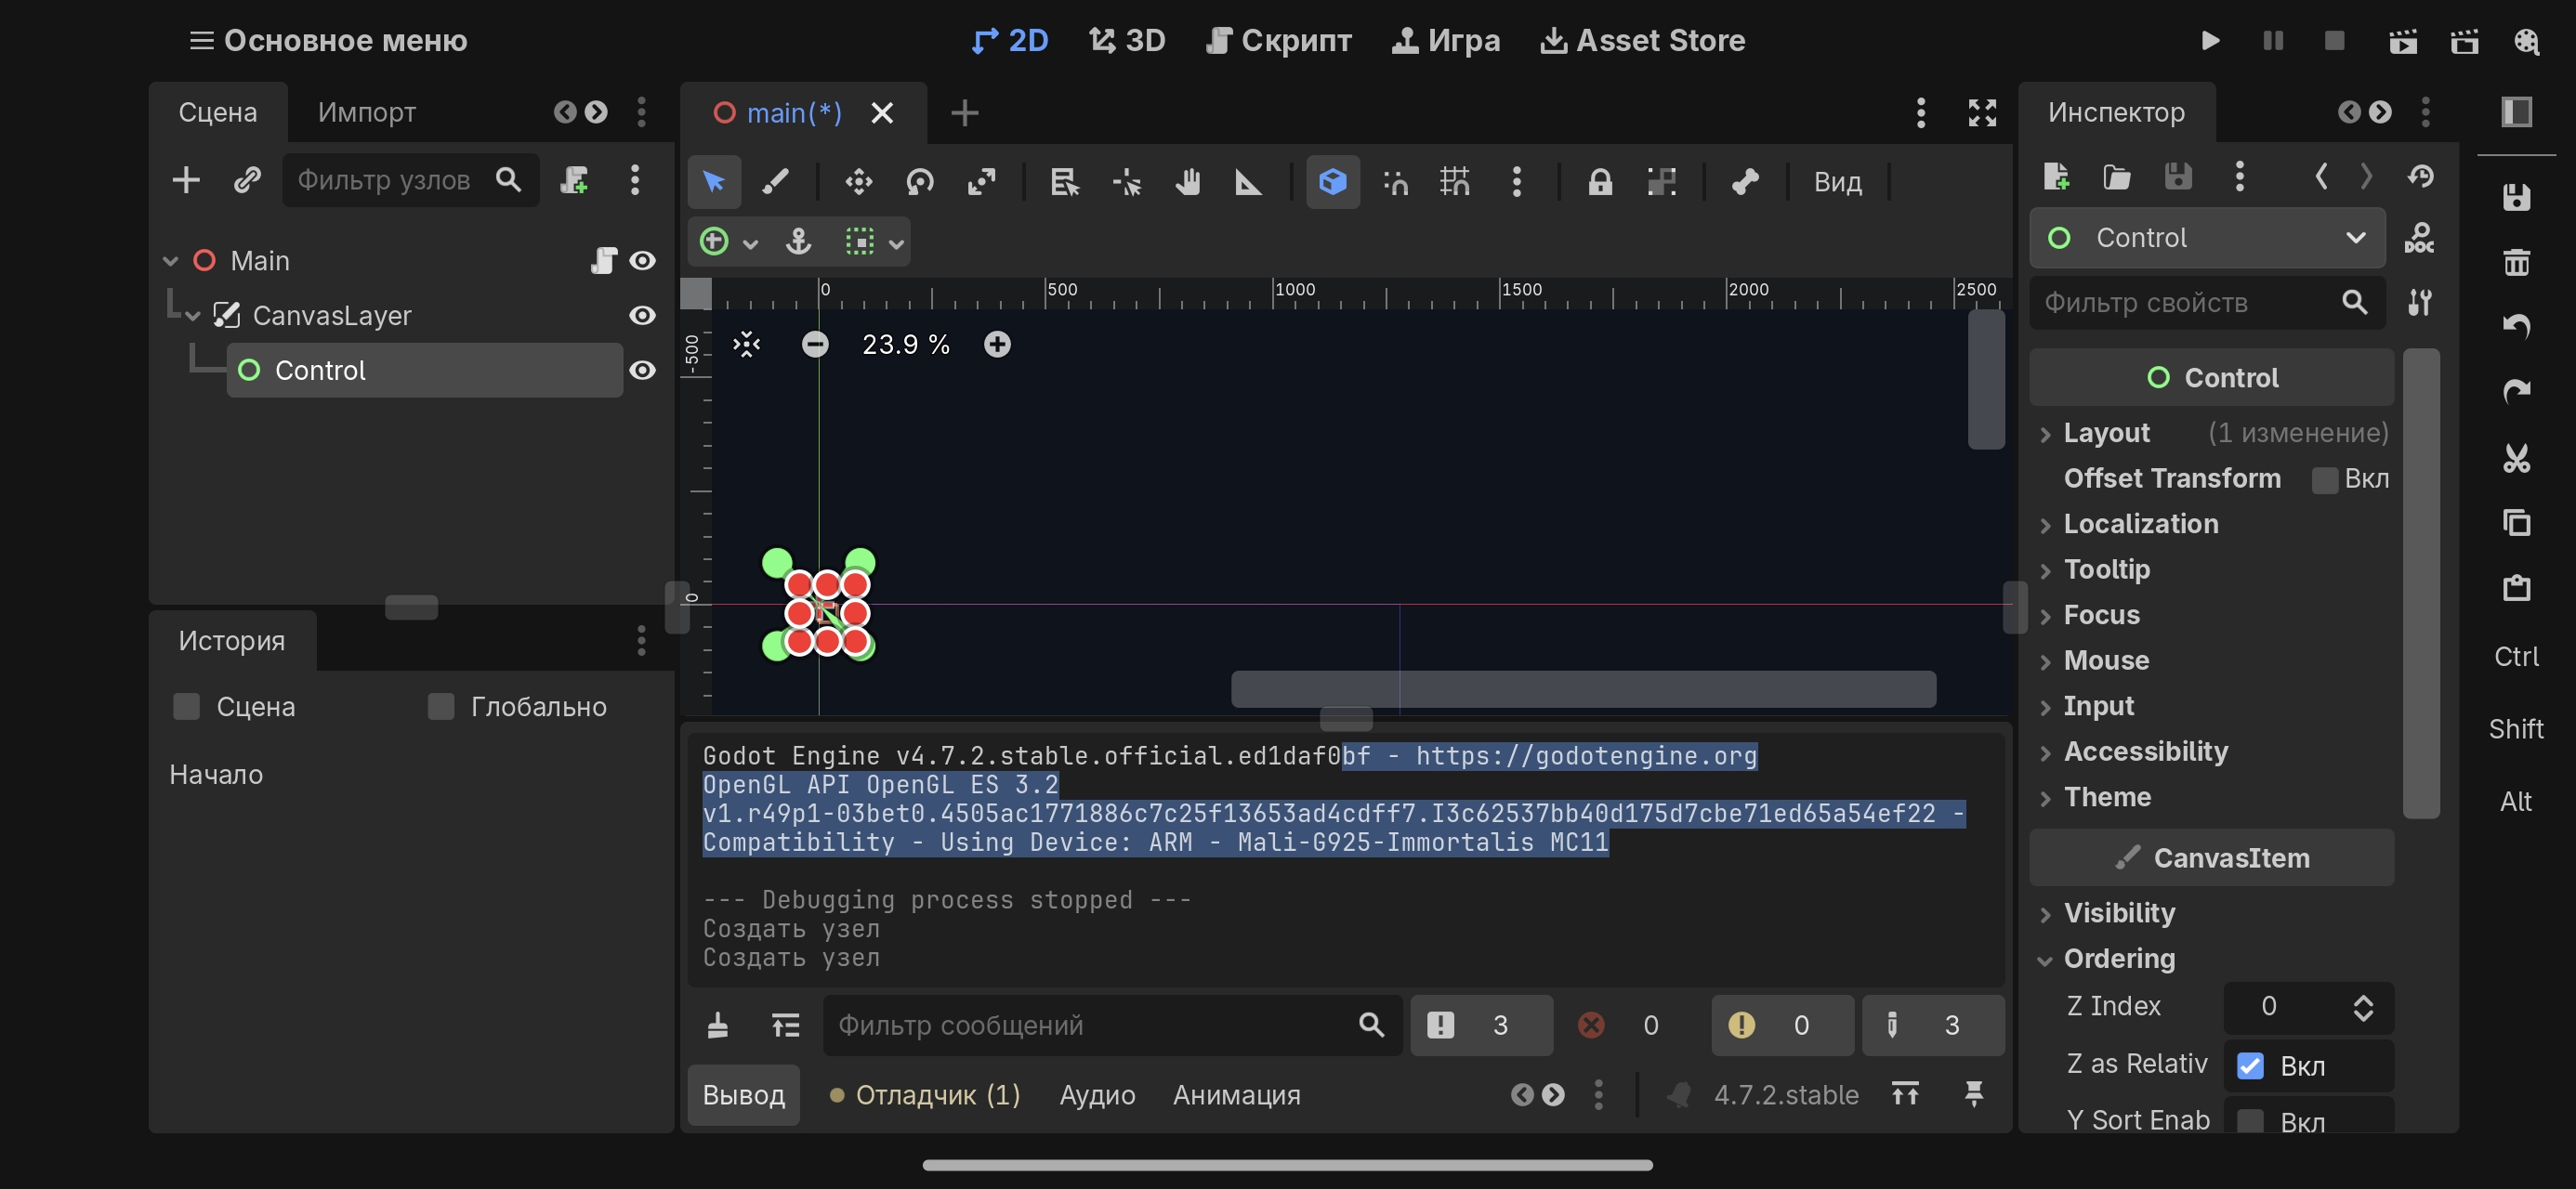 Основное меню
2D
3D
Скрипт
Игра
Asset Store
Сцена
Импорт
main(*)
Инспектор
Фильтр узлов
Вид
Control
Фильтр свойств
Main
CanvasLayer
Control
0
500
1000
1500
2000
2500
-500
0
23.9 %
Control
Layout (1 изменение)
Offset Transform Вкл
Localization
Tooltip
Focus
Mouse
Input
Accessibility
Theme
CanvasItem
Visibility
Ordering
Z Index 0
Z as Relativ Вкл
Y Sort Enab Вкл
История
Сцена
Глобально
Начало
Godot Engine v4.7.2.stable.official.ed1daf0bf - https://godotengine.org
OpenGL API OpenGL ES 3.2
v1.r49p1-03bet0.4505ac1771886c7c25f13653ad4cdff7.I3c62537bb40d175d7cbe71ed65a54ef22 -
Compatibility - Using Device: ARM - Mali-G925-Immortalis MC11
--- Debugging process stopped ---
Создать узел
Создать узел
Фильтр сообщений
3
0
0
3
Вывод
Отладчик (1)
Аудио
Анимация
4.7.2.stable
DOC
Ctrl
Shift
Alt